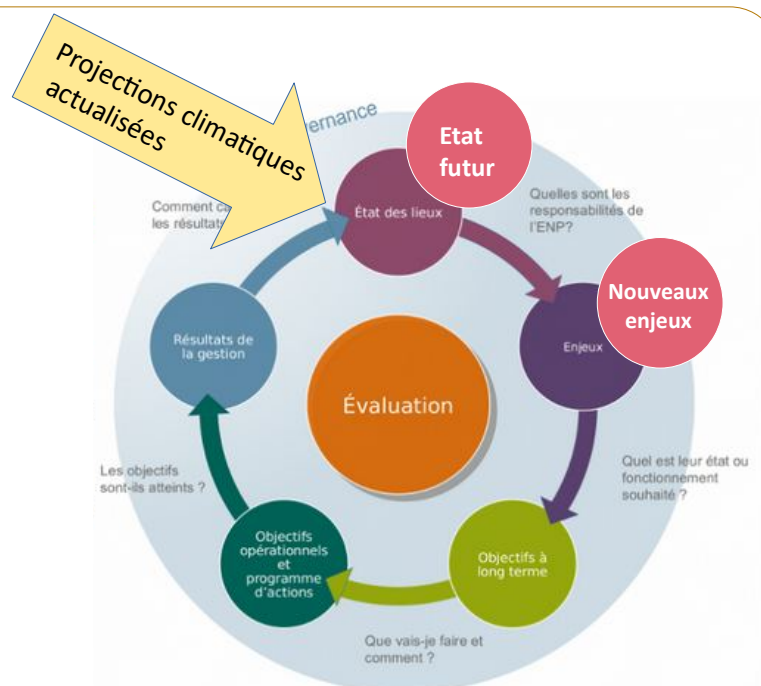 Projections climatiques
actualisées
Etat
futur
État des lieux
Quelles sont les
responsabilités de
l'ENP?
Nouveaux
enjeux
Enjeux
Quel est leur état ou
fonctionnement
souhaité ?
Objectifs à
long terme
Que vais-je faire et
comment ?
Objectifs
opérationnels
et
programme
d'actions
Les objectifs
sont-ils atteints ?
Résultats de
la gestion
Comment
les résultats
Évaluation